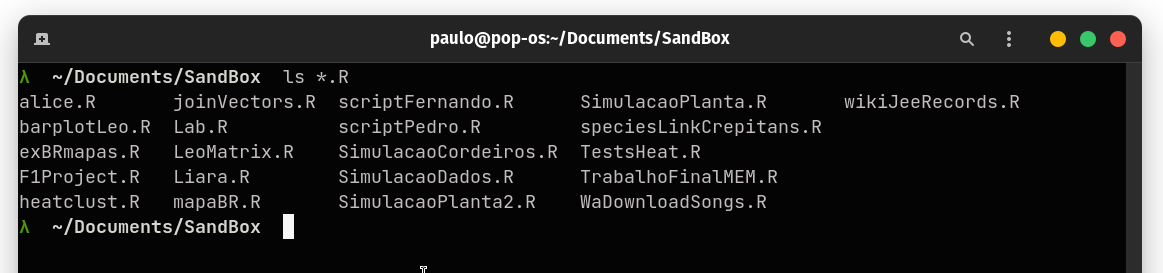 paulo@pop-os:~/Documents/SandBox
λ ~/Documents/SandBox ls *.R
alice.R joinVectors.R scriptFernando.R SimulacaoPlanta.R wikiJeeRecords.R
barplotLeo.R Lab.R scriptPedro.R speciesLinkCrepitans.R
exBRmapas.R LeoMatrix.R SimulacaoCordeiros.R TestsHeat.R
F1Project.R Liara.R SimulacaoDados.R TrabalhoFinalMEM.R
heatclust.R mapaBR.R SimulacaoPlanta2.R WaDownloadSongs.R
λ ~/Documents/SandBox